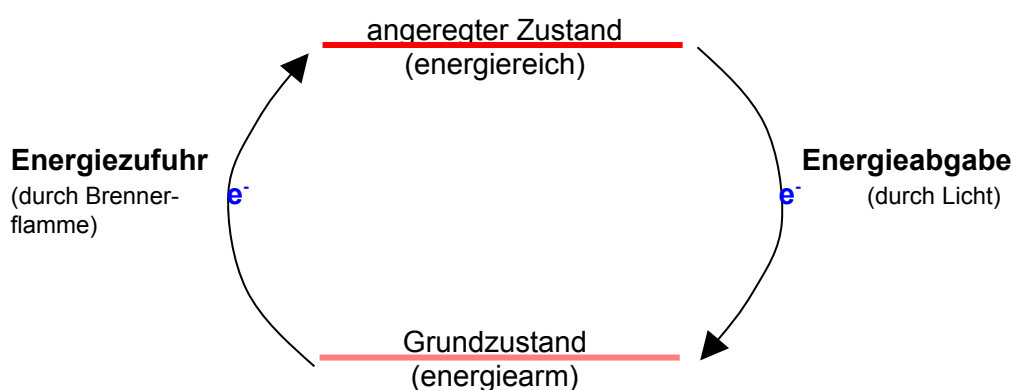 angeregter Zustand
(energiereich)
Energiezufuhr
(durch Brenner-
flamme)
e-
Energieabgabe
(durch Licht)
e-
Grundzustand
(energiearm)